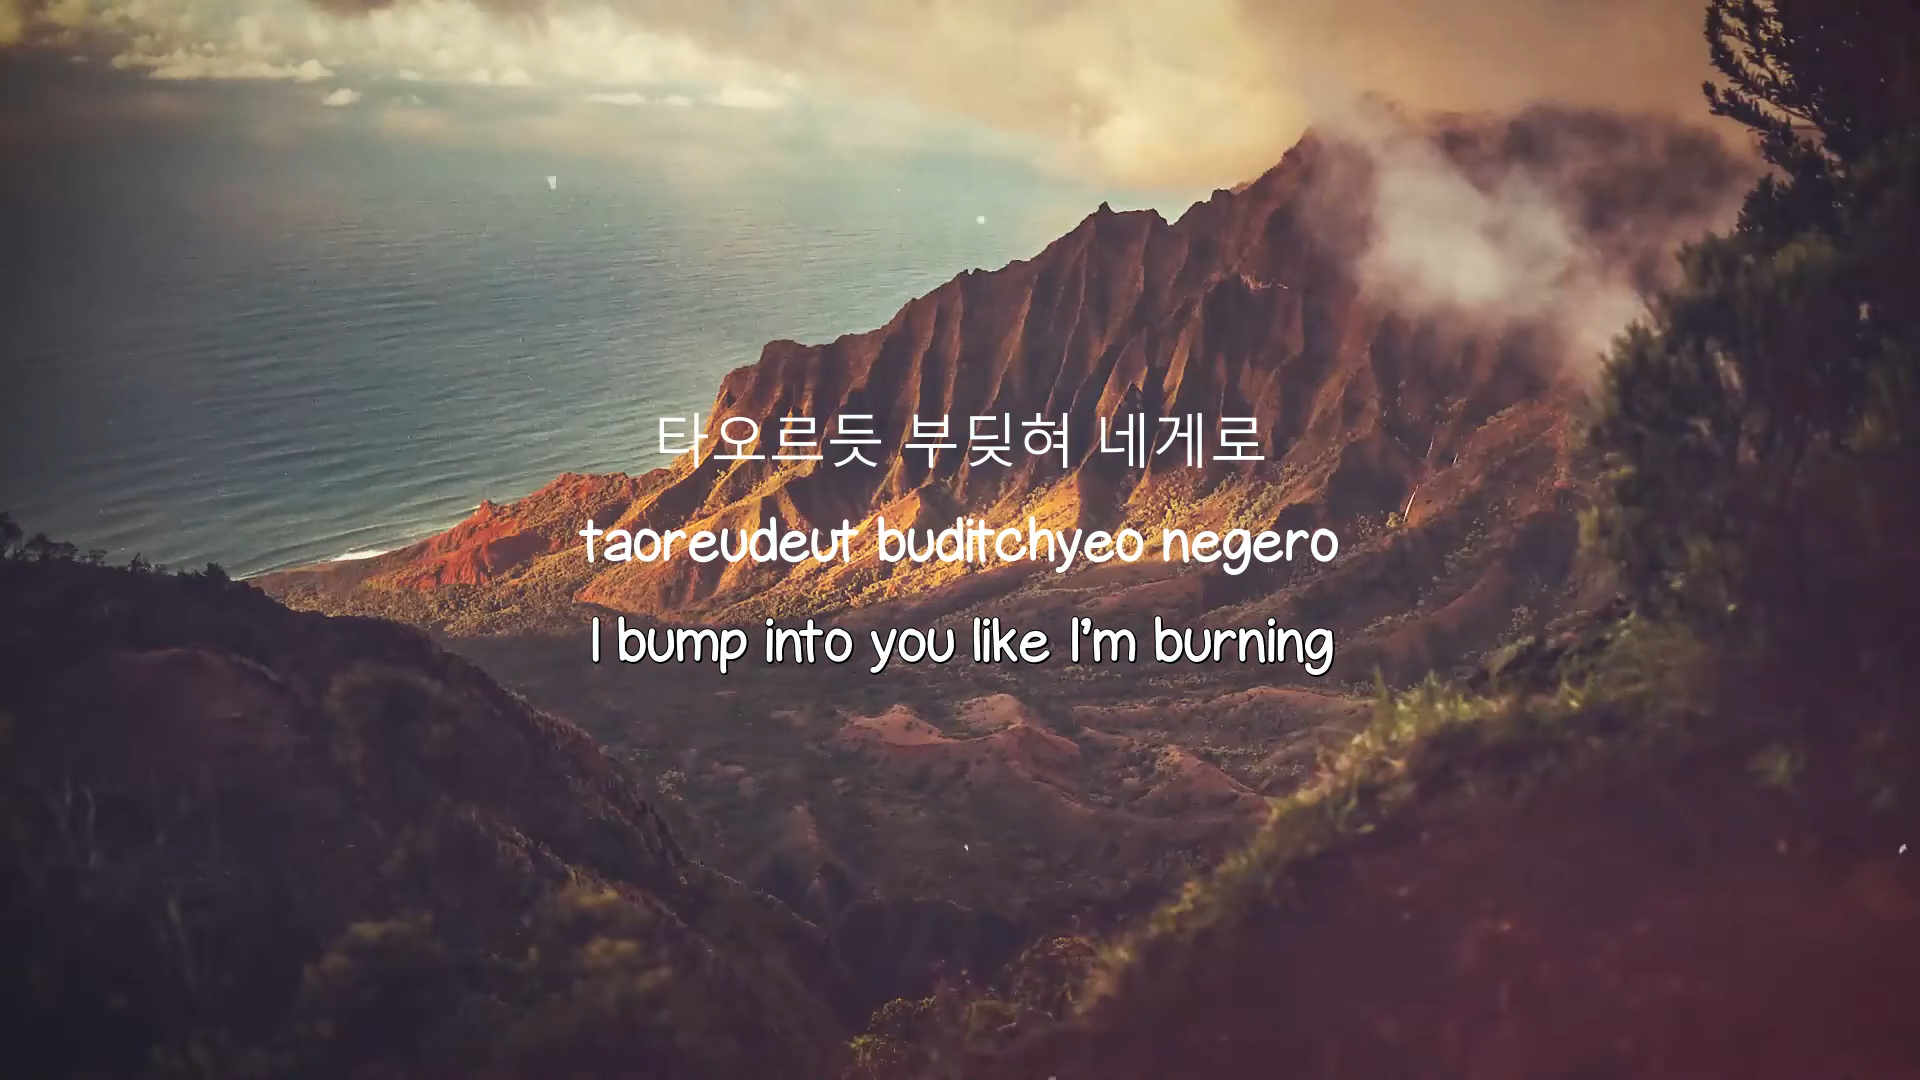 타오르듯 부딪혀 네게로
taoreudeut buditchyeo negero
I bump into you like I'm burning